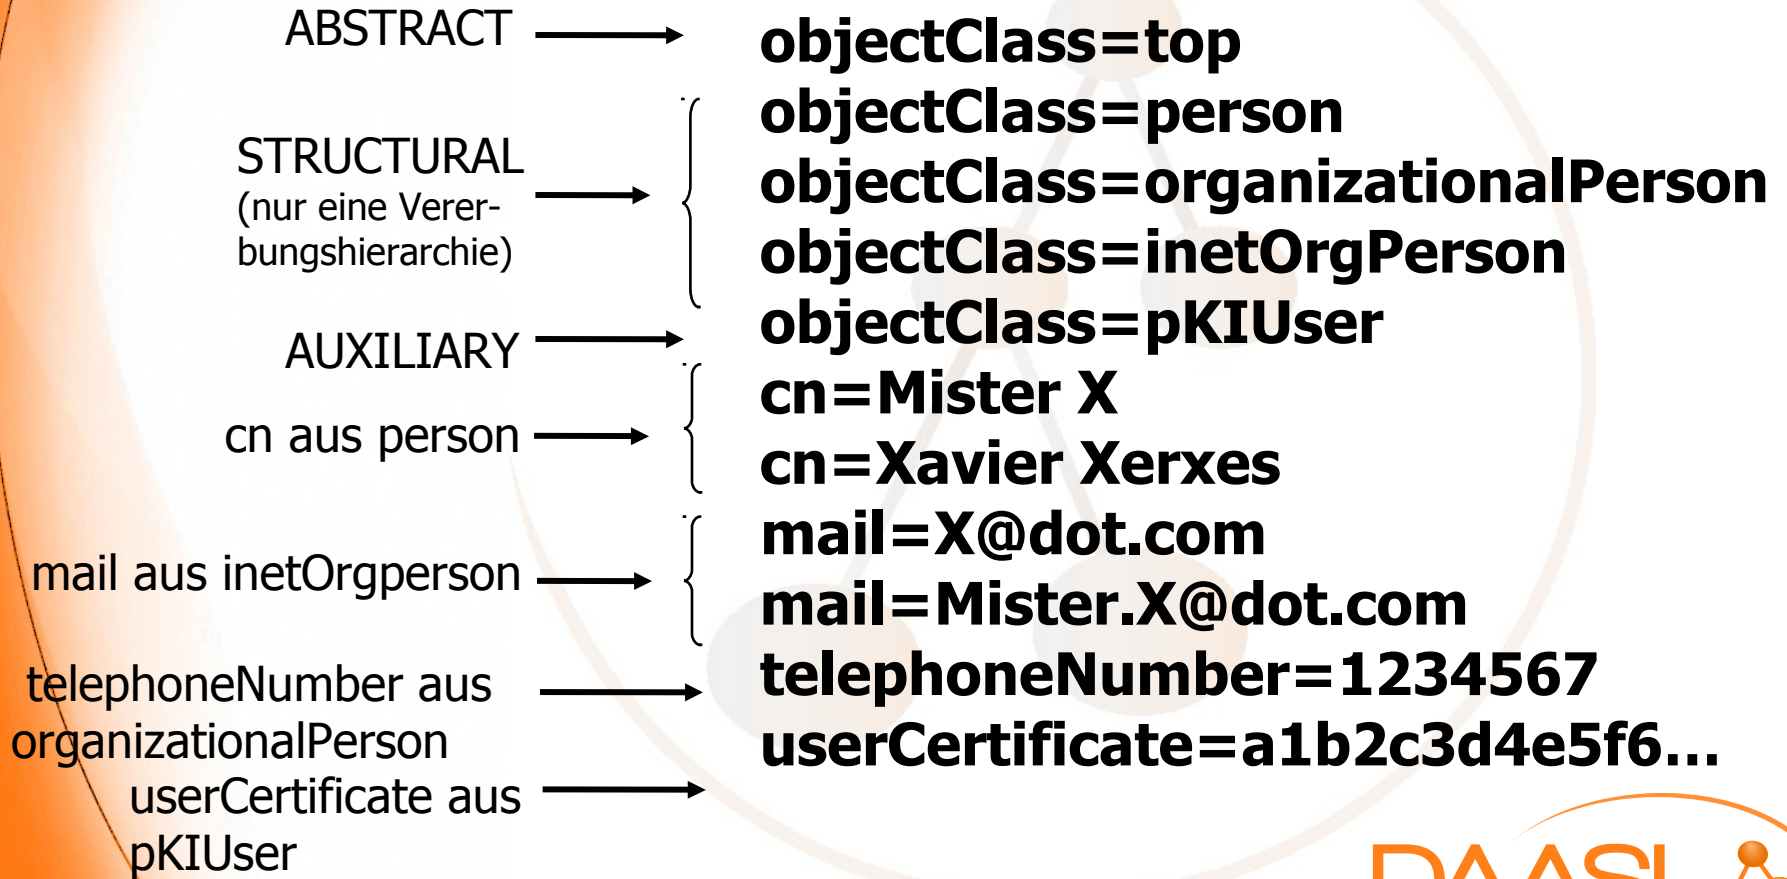 ABSTRACT
STRUCTURAL
(nur eine Verer-
bungshierarchie)
AUXILIARY
cn aus person
mail aus inetOrgperson
telephoneNumber aus
organizationalPerson
userCertificate aus
pKIUser
objectClass=top
objectClass=person
objectClass=organizationalPerson
objectClass=inetOrgPerson
objectClass=pKIUser
cn=Mister X
cn=Xavier Xerxes
mail=X@dot.com
mail=Mister.X@dot.com
telephoneNumber=1234567
userCertificate=a1b2c3d4e5f6…
DAASI